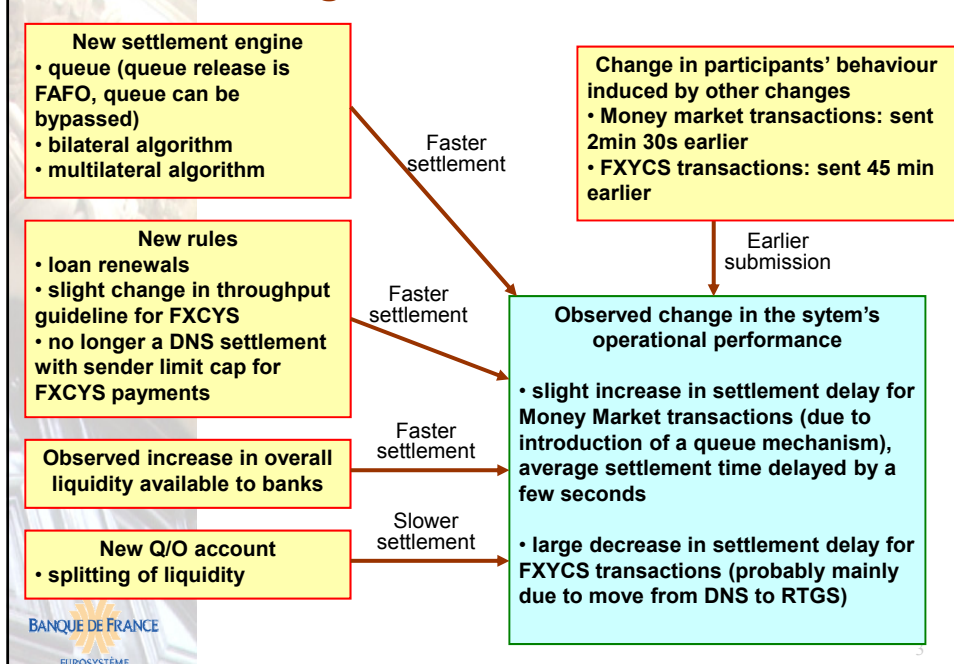 New settlement engine
• queue (queue release is
FAFO, queue can be
bypassed)
• bilateral algorithm
• multilateral algorithm
Faster
settlement
Change in participants’ behaviour
induced by other changes
• Money market transactions: sent
2min 30s earlier
• FXYCS transactions: sent 45 min
earlier
Earlier
submission
New rules
• loan renewals
• slight change in throughput
guideline for FXCYS
• no longer a DNS settlement
with sender limit cap for
FXCYS payments
Faster
settlement
Observed increase in overall
liquidity available to banks
Faster
settlement
New Q/O account
• splitting of liquidity
Slower
settlement
Observed change in the sytem’s
operational performance
• slight increase in settlement delay for
Money Market transactions (due to
introduction of a queue mechanism),
average settlement time delayed by a
few seconds
• large decrease in settlement delay for
FXYCS transactions (probably mainly
due to move from DNS to RTGS)
BANQUE DE FRANCE
EUROSYSTÈME
3